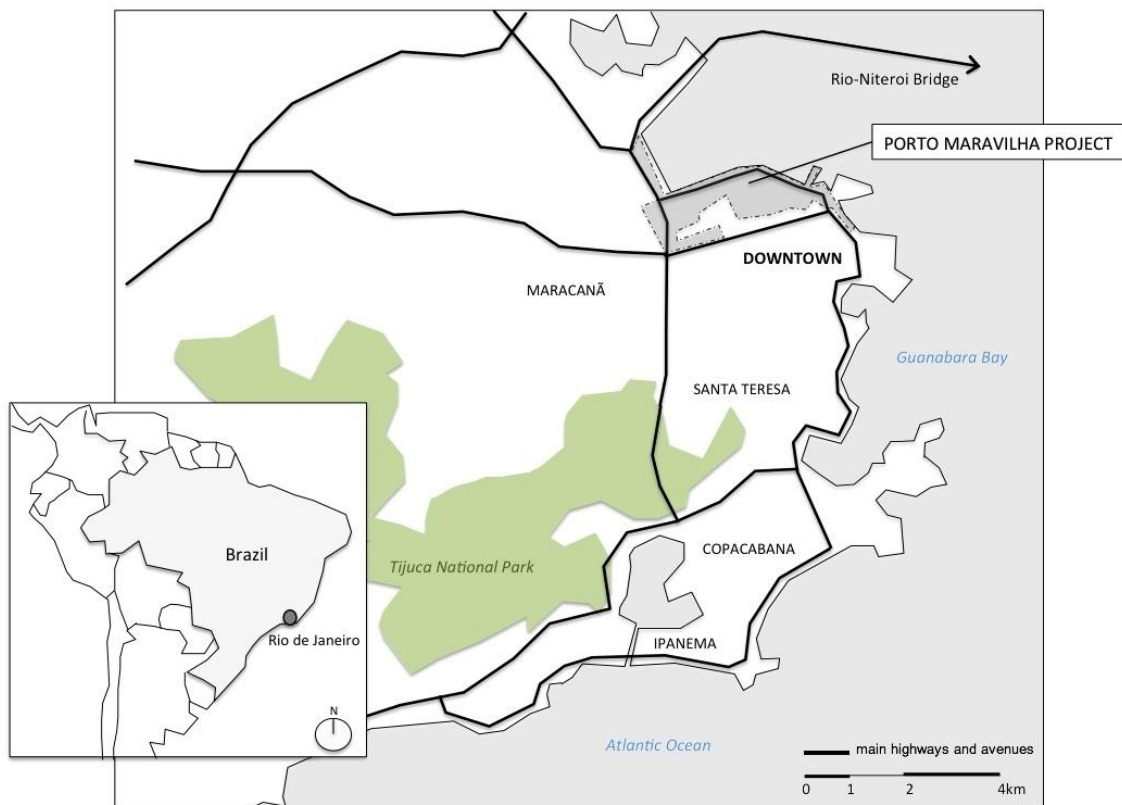 Rio-Niteroi Bridge
PORTO MARAVILHA PROJECT
DOWNTOWN
MARACANÃ
Guanabara Bay
SANTA TERESA
Brazil
Rio de Janeiro
N
Tijuca National Park
COPACABANA
IPANEMA
Atlantic Ocean
main highways and avenues
0 1 2 4km